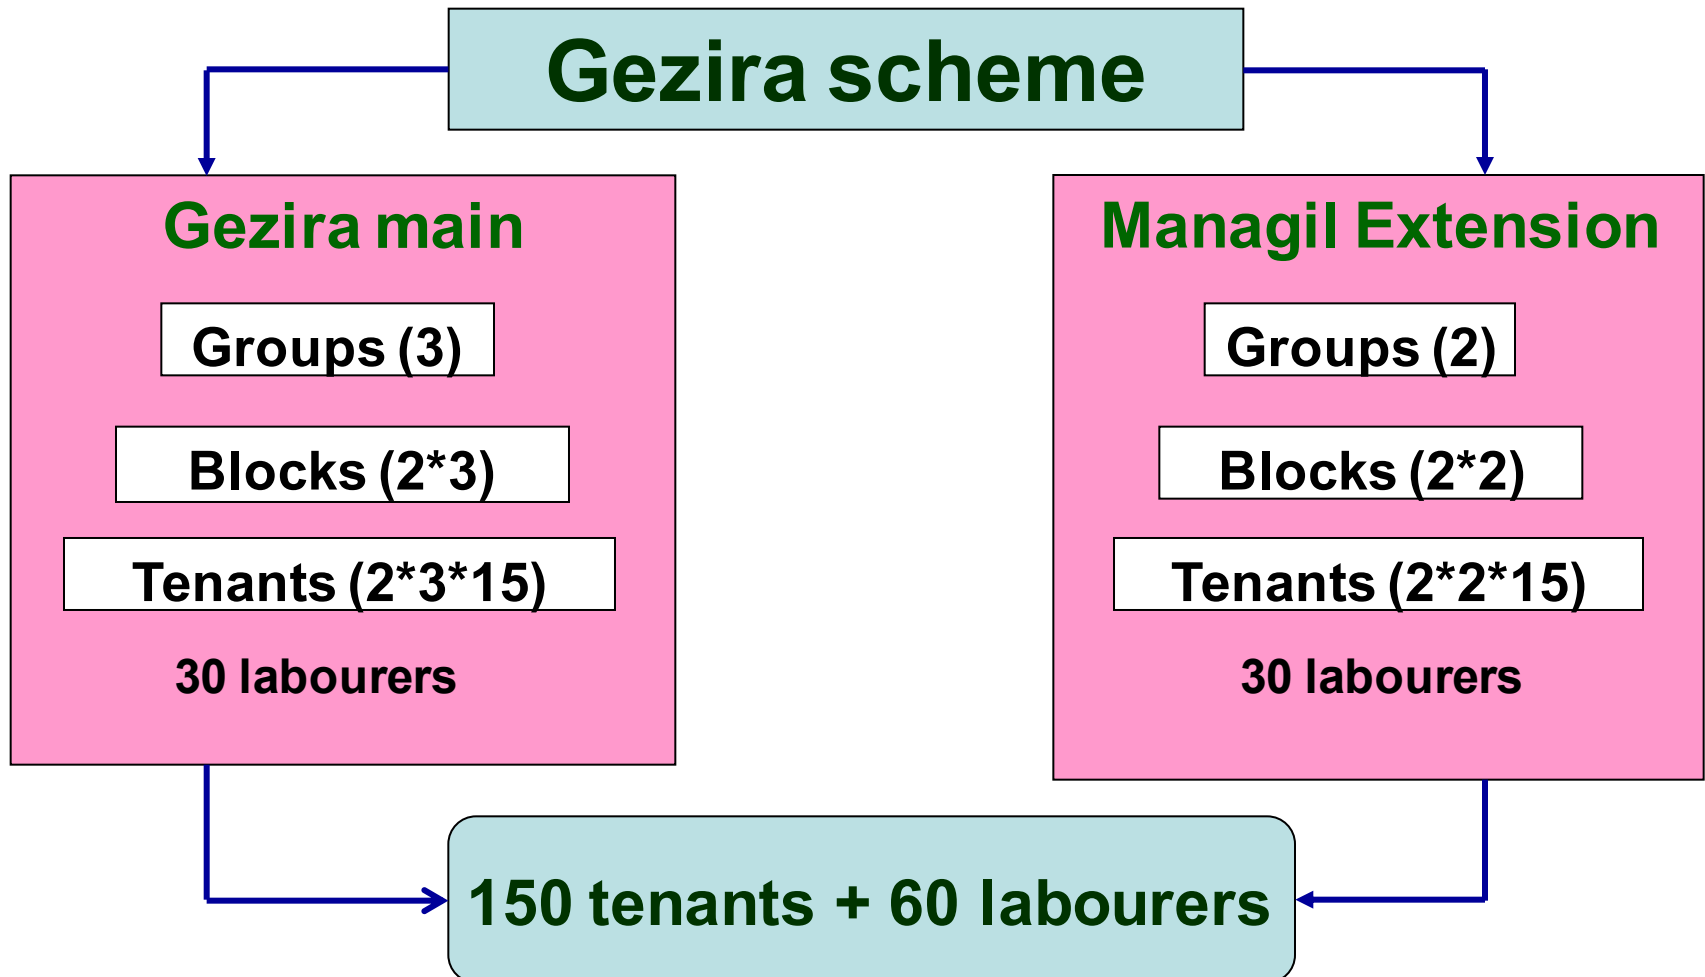 Gezira scheme
Gezira main
Groups (3)
Blocks (2*3)
Tenants (2*3*15)
30 labourers
Managil Extension
Groups (2)
Blocks (2*2)
Tenants (2*2*15)
30 labourers
150 tenants + 60 labourers